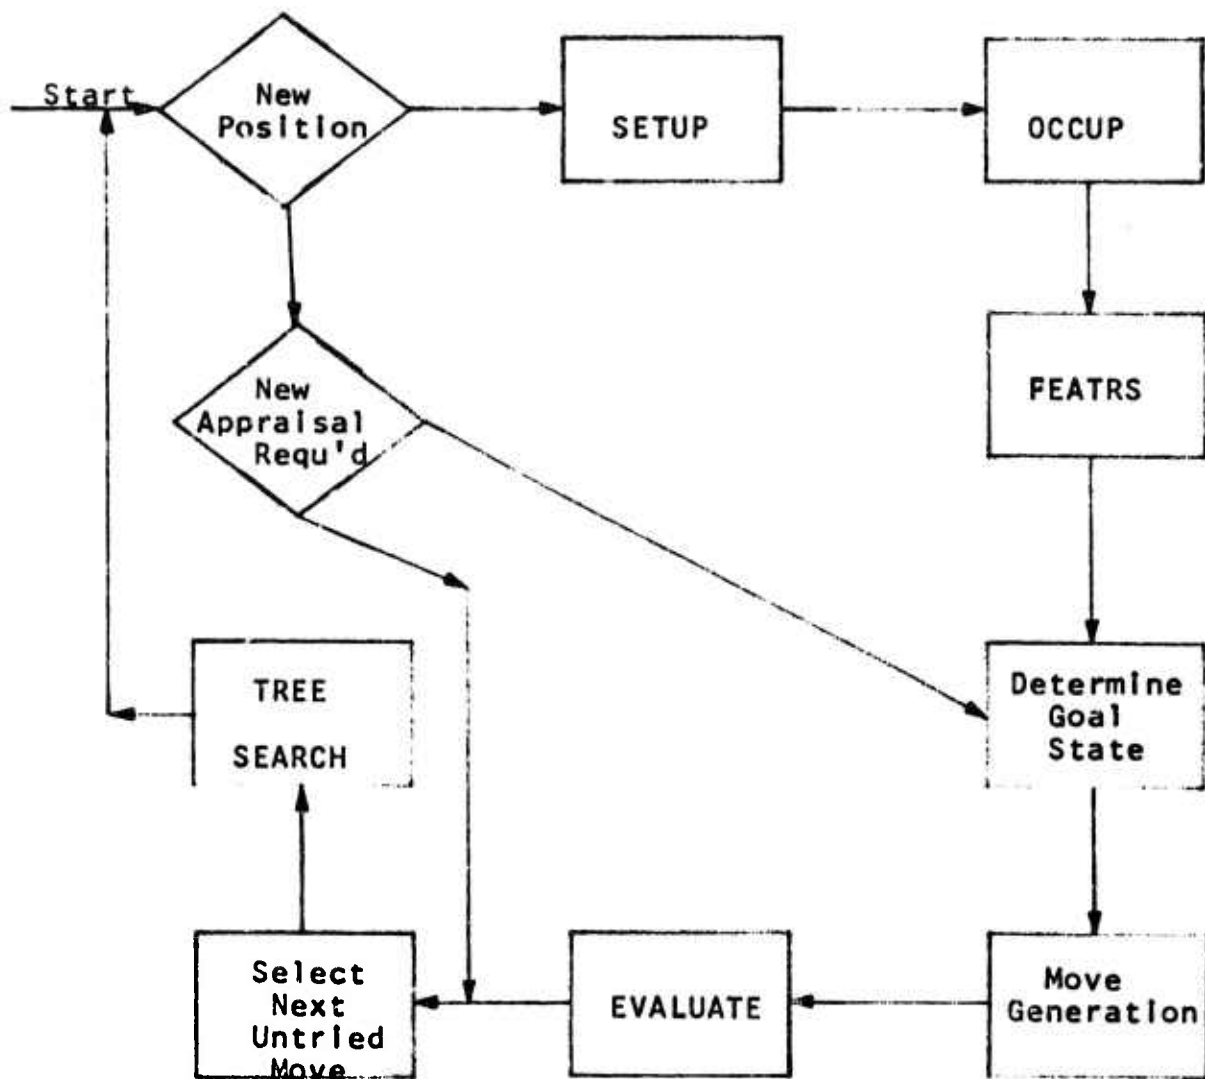 Start
New
Position
SETUP
OCCUP
FEATRS
New
Appraisal
Requ'd
Determine
Goal
State
TREE
SEARCH
Select
Next
Untried
Move
EVALUATE
Move
Generation